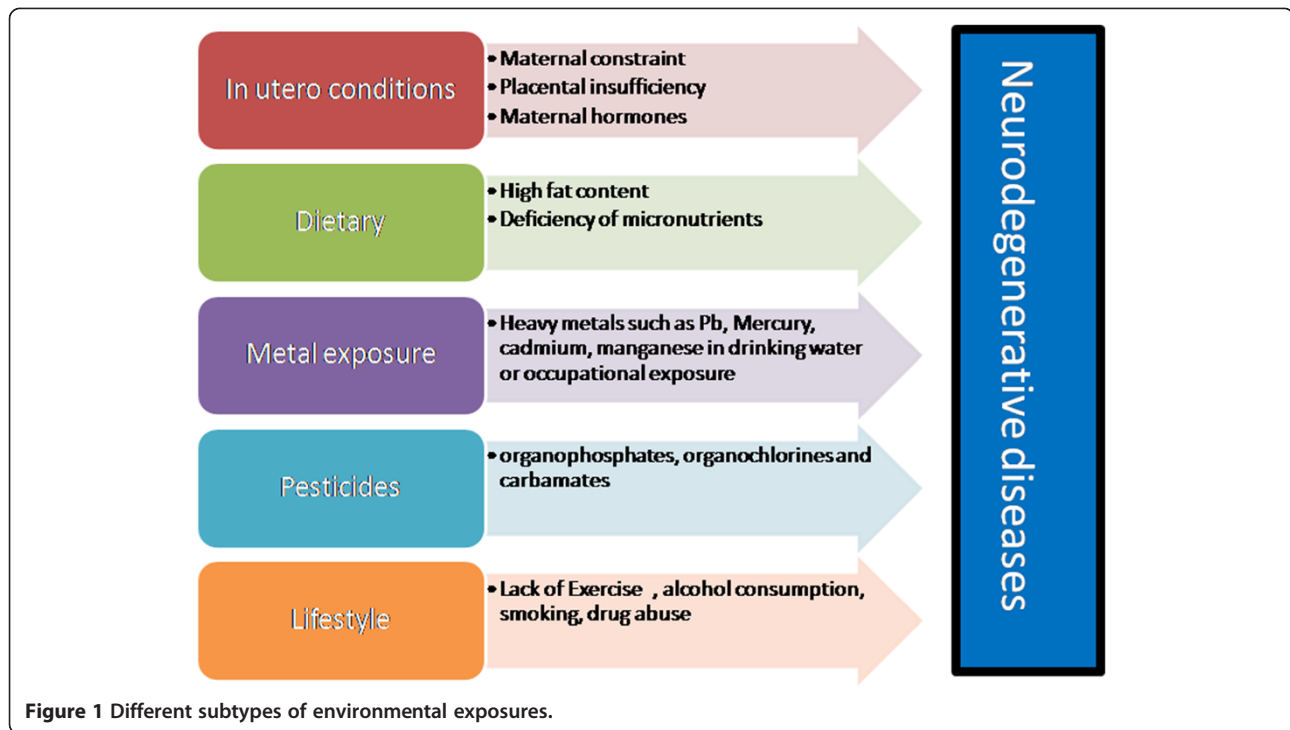 In utero conditions
• Maternal constraint
• Placental insufficiency
• Maternal hormones
Dietary
• High fat content
• Deficiency of micronutrients
Metal exposure
• Heavy metals such as Pb, Mercury,
cadmium, manganese in drinking water
or occupational exposure
Pesticides
• organophosphates, organochlorines and
carbamates
Lifestyle
• Lack of Exercise , alcohol consumption,
smoking, drug abuse
Neurodegenerative diseases
Figure 1 Different subtypes of environmental exposures.